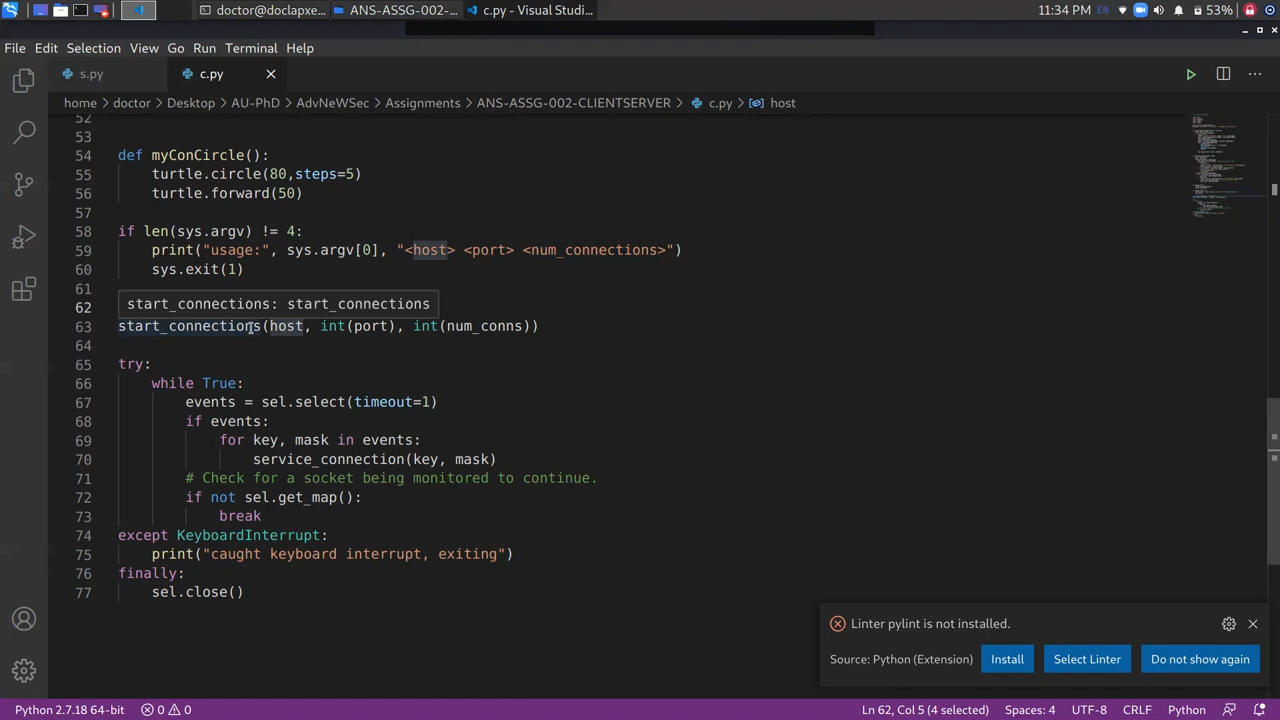 doctor@doclapxe...
ANS-ASSG-002-...
c.py - Visual Studi...
11:34 PM
EN
53%
File Edit Selection View Go Run Terminal Help
s.py
c.py
home > doctor > Desktop > AU-PhD > AdvNeWSec > Assignments > ANS-ASSG-002-CLIENTSERVER > c.py > host
52
53
54 def myConCircle():
55 turtle.circle(80,steps=5)
56 turtle.forward(50)
57
58 if len(sys.argv) != 4:
59 print("usage:", sys.argv[0], "<host> <port> <num_connections>")
60 sys.exit(1)
61
start_connections: start_connections
62
63 start_connections(host, int(port), int(num_conns))
64
65 try:
66 while True:
67 events = sel.select(timeout=1)
68 if events:
69 for key, mask in events:
70 service_connection(key, mask)
71 # Check for a socket being monitored to continue.
72 if not sel.get_map():
73 break
74 except KeyboardInterrupt:
75 print("caught keyboard interrupt, exiting")
76 finally:
77 sel.close()
Linter pylint is not installed.
Source: Python (Extension)
Install
Select Linter
Do not show again
Python 2.7.18 64-bit
0
0
Ln 62, Col 5 (4 selected)
Spaces: 4
UTF-8
CRLF
Python